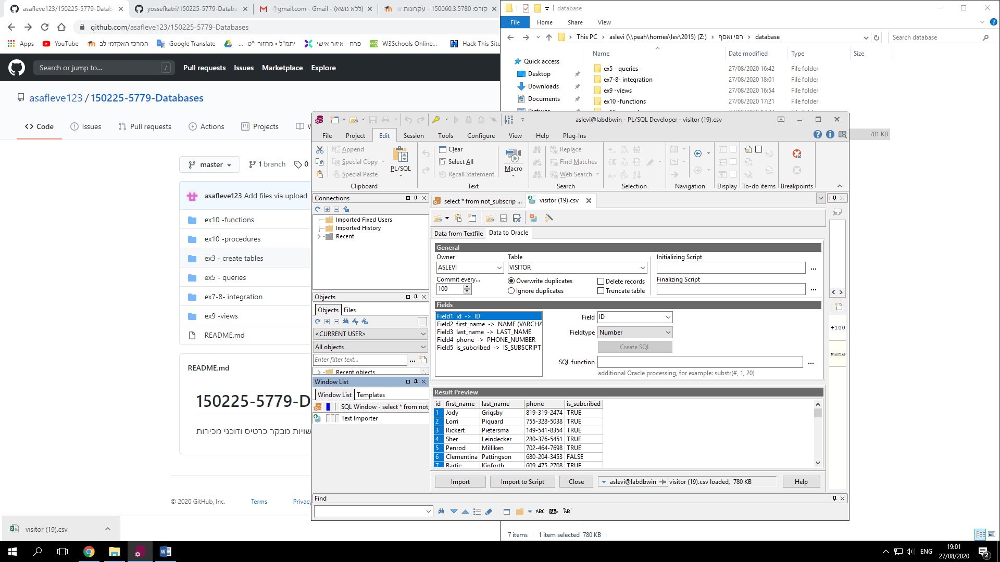 asafleve123/150225-5779-Datab
yossefkatri/150225-5779-Databa
(ללא נושא) - Gmail - @gmail.com
קורס: 150060.3.5780 - עקרונות ש
github.com/asafleve123/150225-5779-Databases
Apps
YouTube
המרכז האקדמי לב
Google Translate
יתמ"ל • מחזור י"ט -...
פרח - איזור אישי
W3Schools Online...
Hack This Site
Search or jump to...
/
Pull requests
Issues
Marketplace
Explore
asafleve123 / 150225-5779-Databases
Code
Issues
Pull requests
Actions
Projects
W
master
1 branch
0
asafleve123 Add files via upload
ex10 -functions
ex10 -procedures
ex3 - create tables
ex5 - queries
ex7-8- integration
ex9 -views
README.md
README.md
150225-5779-D
שויות מבקר כרטיס ודוכני מכירות
© 2020 GitHub, Inc.
Terms
Privacy
visitor (19).csv
database
File
Home
Share
View
This PC
aslevi (\\peah\homes\lev\2015) (Z:)
רפי ואסף
database
Search database
Name
Date modified
Type
Size
Quick access
Desktop
Downloads
Documents
ex5 - queries
27/08/2020 16:42
File folder
ex7-8- integration
27/08/2020 18:01
File folder
ex9 -views
27/08/2020 16:54
File folder
ex10 -functions
27/08/2020 17:21
File folder
781 KB
aslevi@labdbwin - PL/SQL Developer - visitor (19).csv
File
Project
Edit
Session
Tools
Configure
View
Help
Plug-Ins
Append
Special Copy
Special Paste
PL/SQL
Clipboard
Clear
Select All
Recall Statement
Text
Macro
Replace
Find Matches
Web Search
Search
Selection
Navigation
Display
To-do items
Breakpoints
Connections
Imported Fixed Users
Imported History
Recent
Objects
Objects
Files
<CURRENT USER>
All objects
Enter filter text...
Recent objects
Window List
Window List
Templates
SQL Window - select * from not
Text Importer
select * from not_subscrip ...
visitor (19).csv
Data from Textfile
Data to Oracle
General
Owner
Table
Initializing Script
ASLEVI
VISITOR
Commit every...
100
Overwrite duplicates
Ignore duplicates
Delete records
Truncate table
Finalizing Script
Fields
Field1 id -> ID
Field2 first_name -> NAME (VARCHA
Field3 last_name -> LAST_NAME
Field4 phone -> PHONE_NUMBER
Field5 is_subcribed -> IS_SUBSCRIPT
Field
ID
Fieldtype
Number
Create SQL
SQL function
additional Oracle processing, for example: substr(#, 1, 20)
+100
mana
Result Preview
id first_name last_name phone is_subcribed
1 Jody Grigsby 819-319-2474 TRUE
2 Lorri Piquard 755-328-5038 TRUE
3 Rickert Pietersma 149-541-8354 TRUE
4 Sher Leindecker 280-376-5451 TRUE
5 Penrod Milliken 702-464-7698 TRUE
6 Clementina Pattingson 680-204-3453 FALSE
7 Bartie Kinforth 609-475-2708 TRUE
Import
Import to Script
Close
aslevi@labdbwin
visitor (19).csv loaded, 780 KB
Help
Find
ABC
"AB"
7 items
1 item selected 780 KB
ENG
19:01
27/08/2020
2